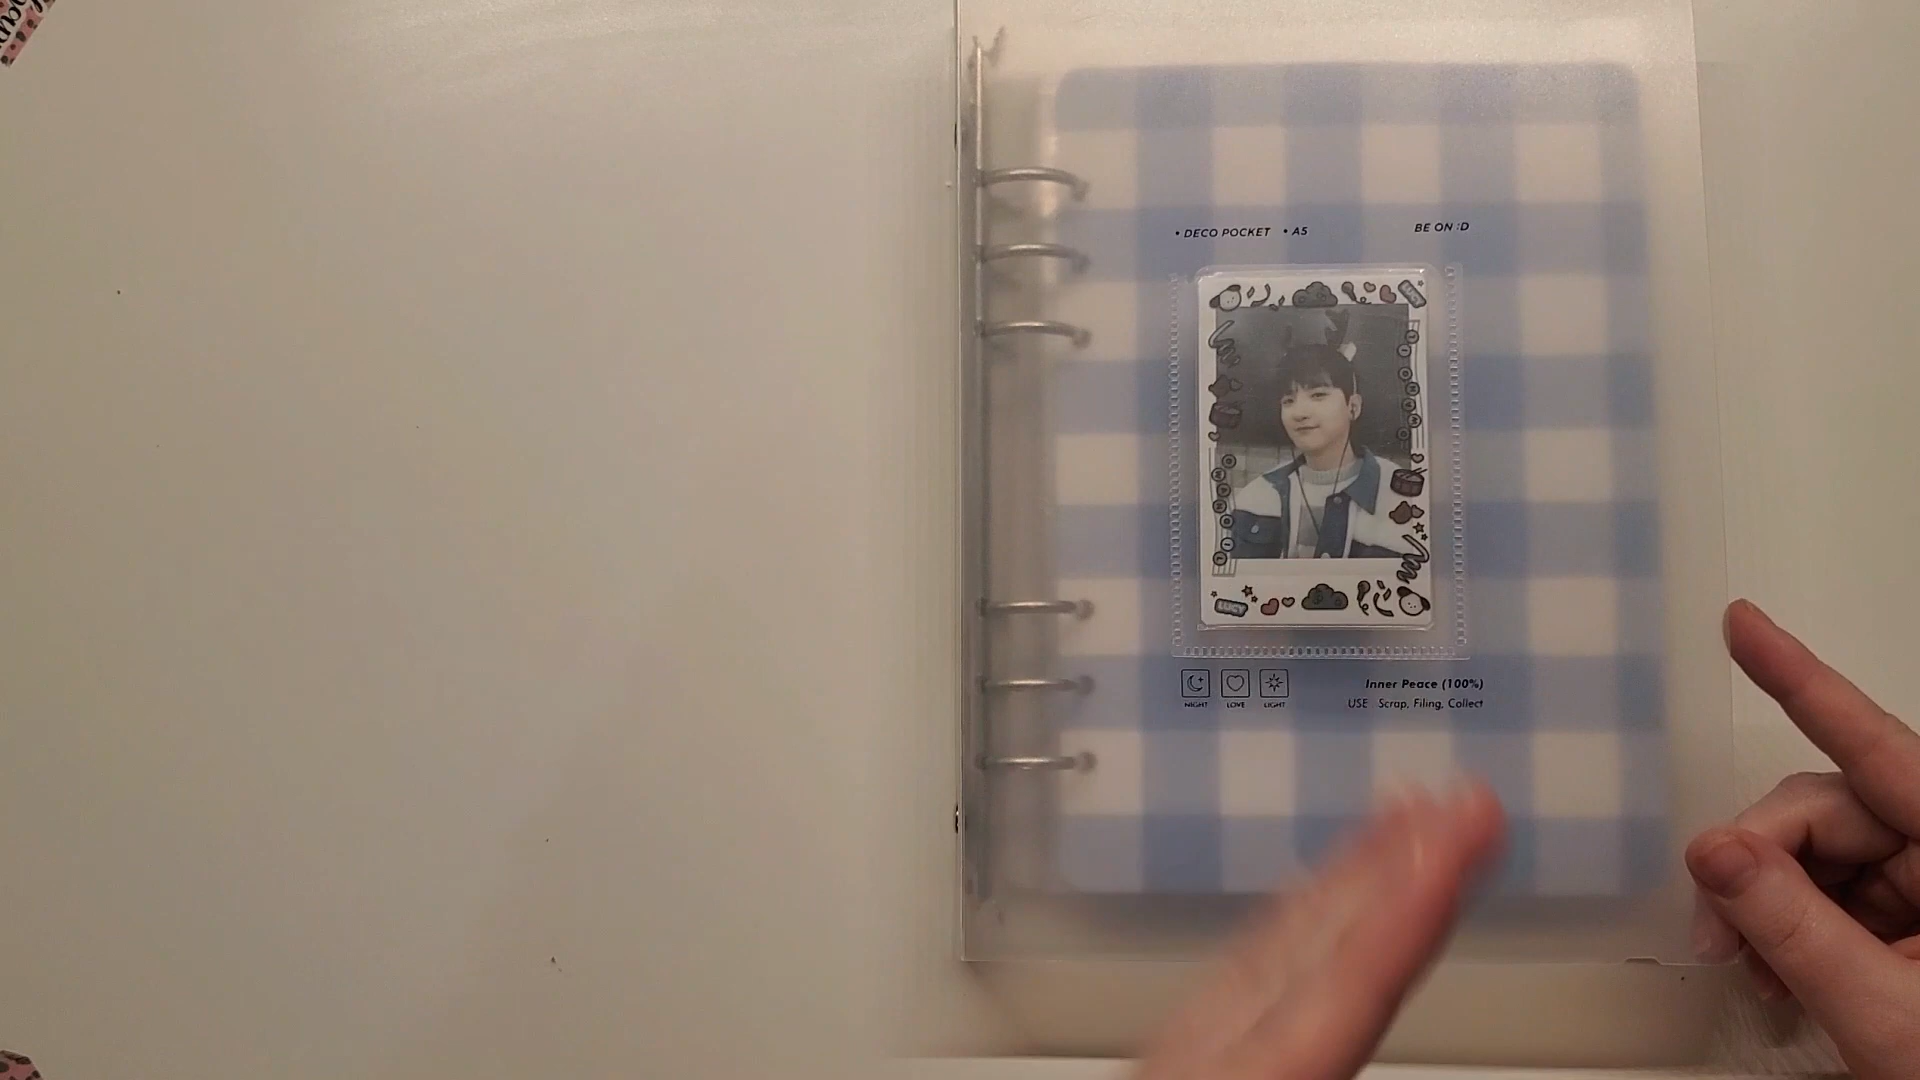 • DECO POCKET • A5
BE ON :D
LUCY
NIGHT
LOVE
LIGHT
Inner Peace (100%)
USE Scrap, Filing, Collect